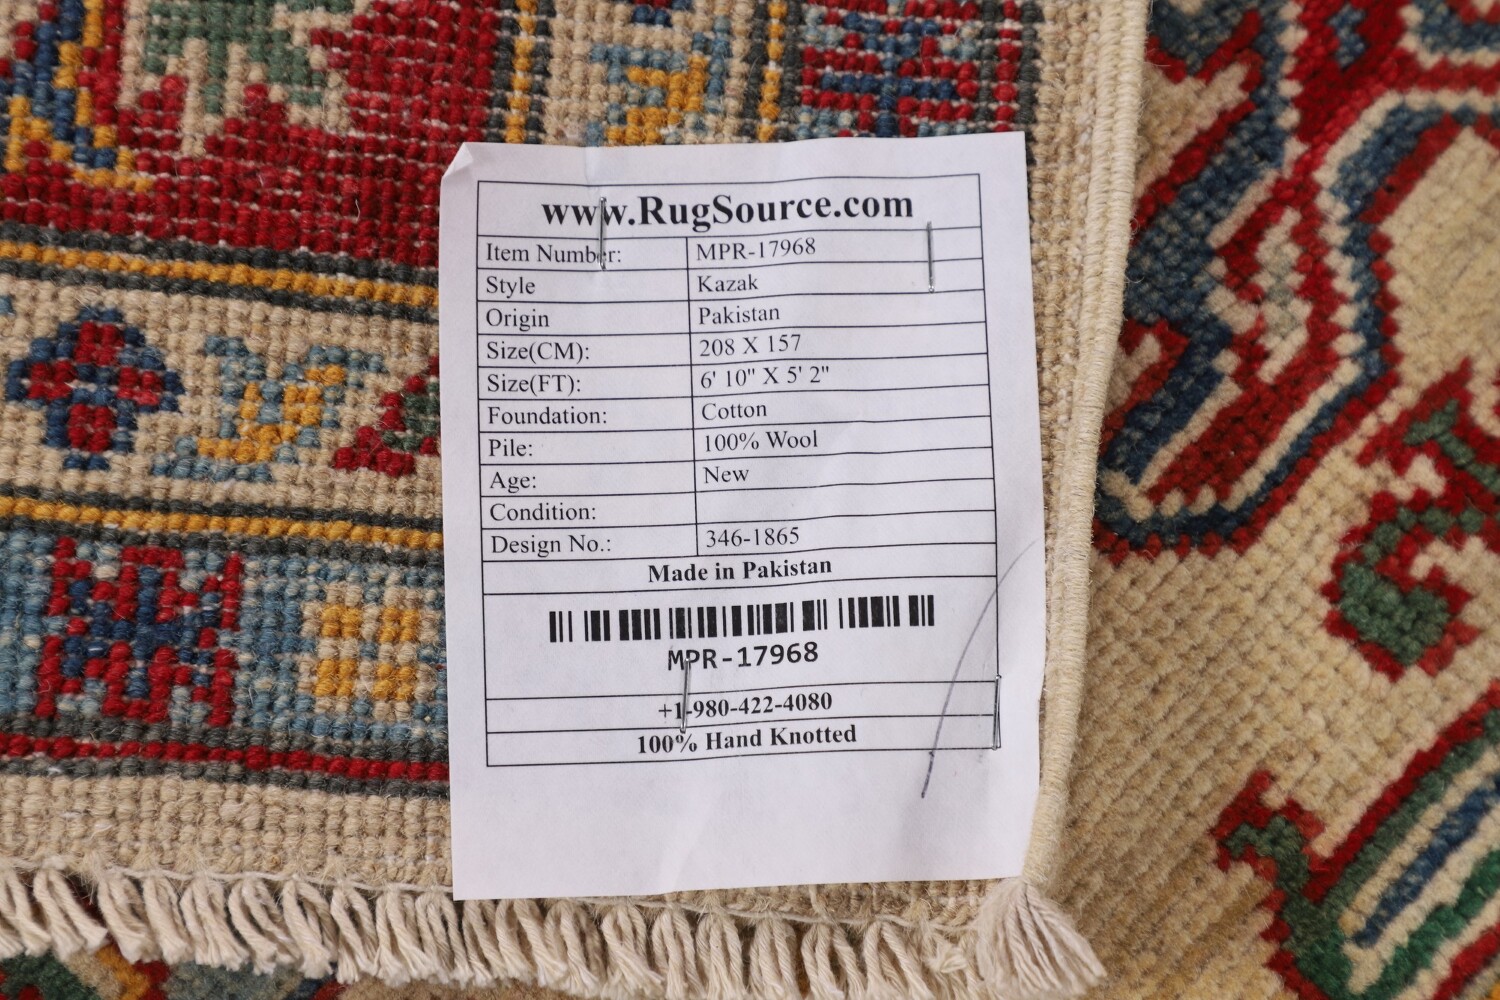 www.RugSource.com
Item Number: MPR-17968
Style Kazak
Origin Pakistan
Size(CM): 208 X 157
Size(FT): 6' 10" X 5' 2"
Foundation: Cotton
Pile: 100% Wool
Age: New
Condition:
Design No.: 346-1865
Made in Pakistan
MPR-17968
+1-980-422-4080
100% Hand Knotted